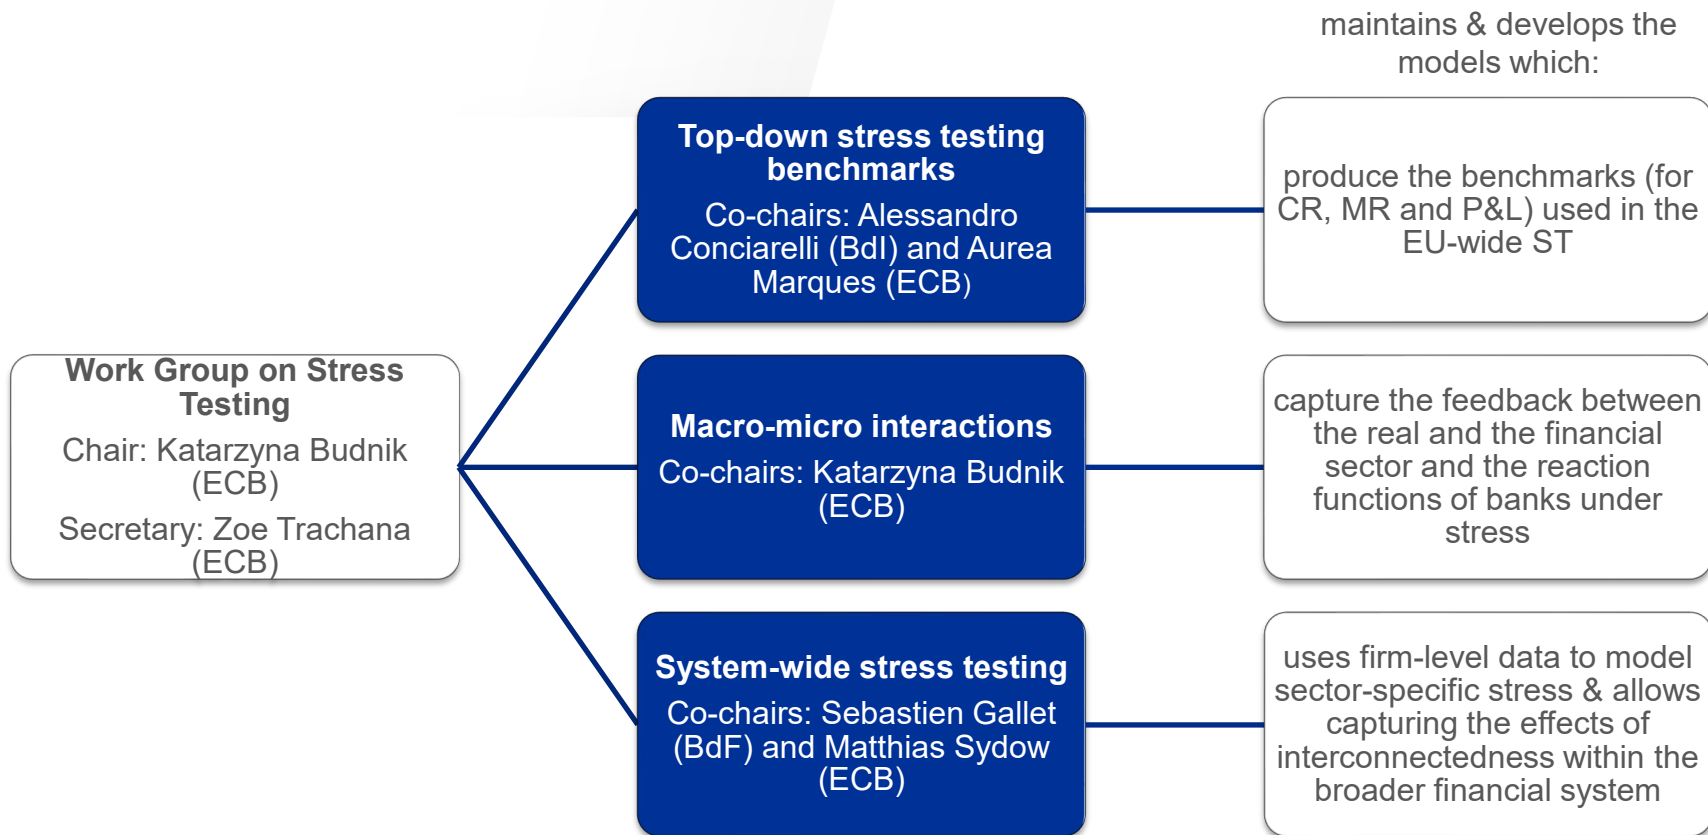 maintains & develops the
models which:
Top-down stress testing
benchmarks
Co-chairs: Alessandro
Conciarelli (BdI) and Aurea
Marques (ECB)
produce the benchmarks (for
CR, MR and P&L) used in the
EU-wide ST
Work Group on Stress
Testing
Chair: Katarzyna Budnik
(ECB)
Secretary: Zoe Trachana
(ECB)
Macro-micro interactions
Co-chairs: Katarzyna Budnik
(ECB)
capture the feedback between
the real and the financial
sector and the reaction
functions of banks under
stress
System-wide stress testing
Co-chairs: Sebastien Gallet
(BdF) and Matthias Sydow
(ECB)
uses firm-level data to model
sector-specific stress & allows
capturing the effects of
interconnectedness within the
broader financial system